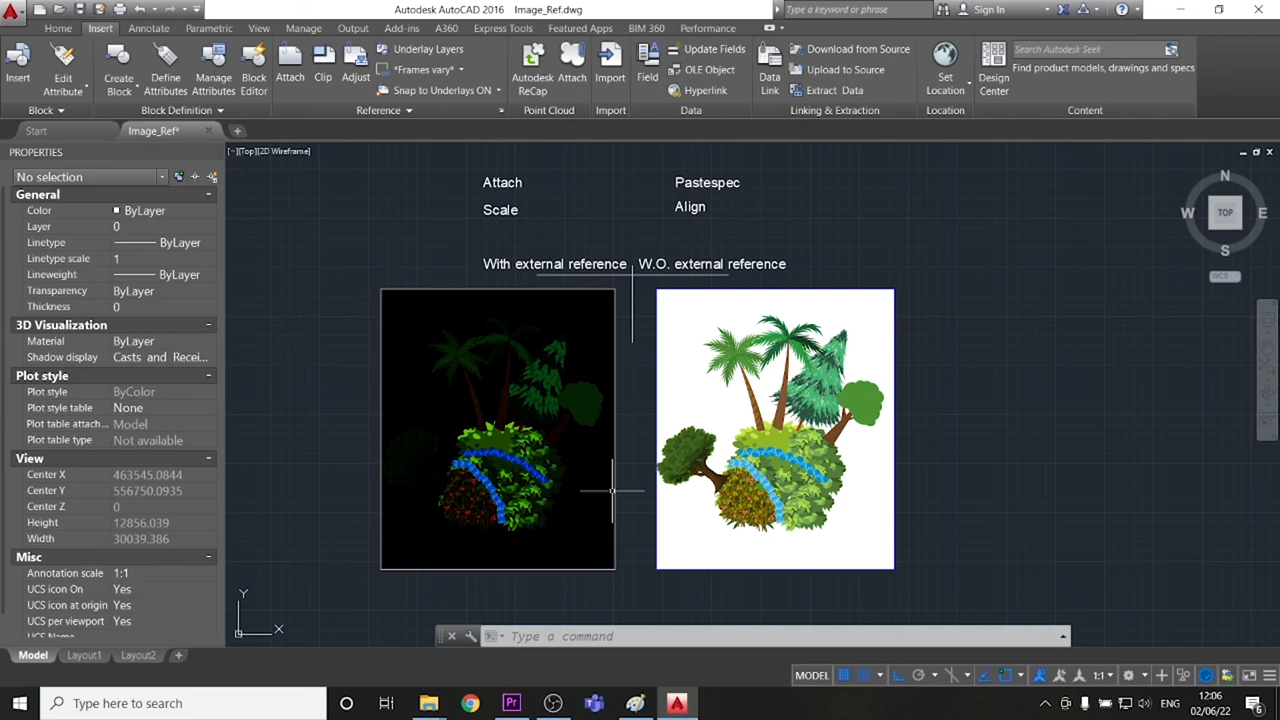 Autodesk AutoCAD 2016 Image_Ref.dwg
Type a keyword or phrase
Sign In
Home Insert Annotate Parametric View Manage Output Add-ins A360 Express Tools Featured Apps BIM 360 Performance
Insert
Edit Attribute
Create Block
Define Attributes
Manage Attributes
Block Editor
Attach
Clip
Adjust
Underlay Layers
*Frames vary*
Snap to Underlays ON
Autodesk ReCap
Attach
Import
Field
Update Fields
OLE Object
Hyperlink
Data Link
Download from Source
Upload to Source
Extract Data
Set Location
Design Center
Search Autodesk Seek
Find product models, drawings and specs
Block Block Definition Reference Point Cloud Import Data Linking & Extraction Location Content
Start Image_Ref*
PROPERTIES
No selection
General
Color ByLayer
Layer 0
Linetype ByLayer
Linetype scale 1
Lineweight ByLayer
Transparency ByLayer
Thickness 0
3D Visualization
Material ByLayer
Shadow display Casts and Recei...
Plot style
Plot style ByColor
Plot style table None
Plot table attach... Model
Plot table type Not available
View
Center X 463545.0844
Center Y 556750.0935
Center Z 0
Height 12856.039
Width 30039.386
Misc
Annotation scale 1:1
UCS icon On Yes
UCS icon at origin Yes
UCS per viewport Yes
UCS Name
[−][Top][2D Wireframe]
Attach Pastespec
Scale Align
With external reference W.O. external reference
N
W TOP E
S
WCS
Y
X
Type a command
Model Layout1 Layout2 +
MODEL 1:1
Type here to search
ENG
12:06
02/06/22
6